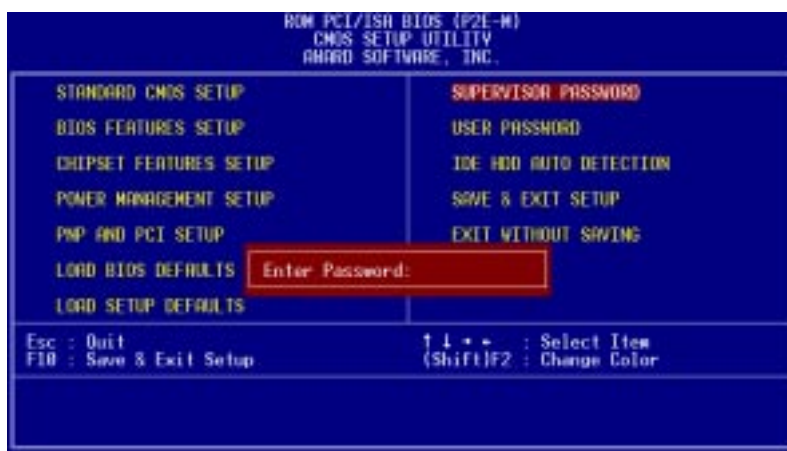 ROM PCI/ISA BIOS (P2E-M)
CMOS SETUP UTILITY
AWARD SOFTWARE, INC.
STANDARD CMOS SETUP
BIOS FEATURES SETUP
CHIPSET FEATURES SETUP
POWER MANAGEMENT SETUP
PNP AND PCI SETUP
LOAD BIOS DEFAULTS
LOAD SETUP DEFAULTS
SUPERVISOR PASSWORD
USER PASSWORD
IDE HDD AUTO DETECTION
SAVE & EXIT SETUP
EXIT WITHOUT SAVING
Enter Password:
Esc : Quit
F10 : Save & Exit Setup
↑ ↓ → ← : Select Item
(Shift)F2 : Change Color